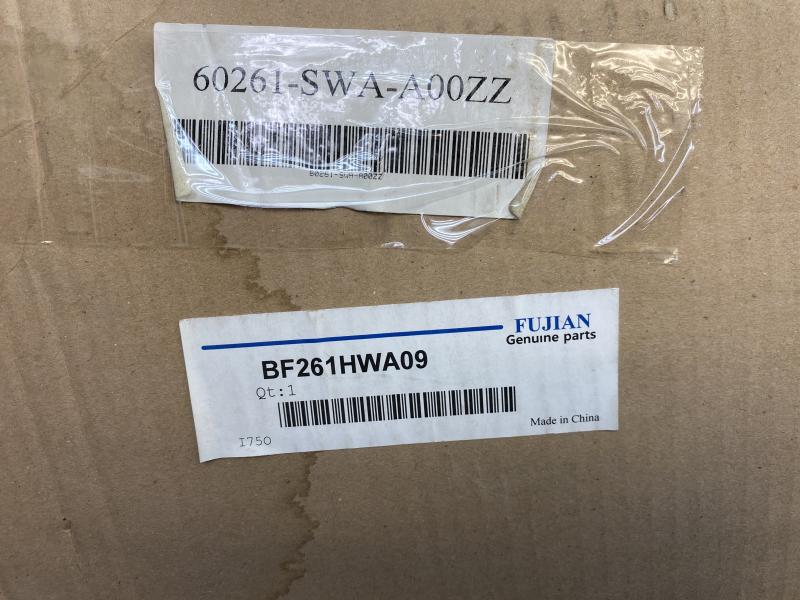 60261-SWA-A00ZZ
60261-SWA-A00ZZ
FUJIAN
Genuine parts
BF261HWA09
Qt:1
I750
Made in China